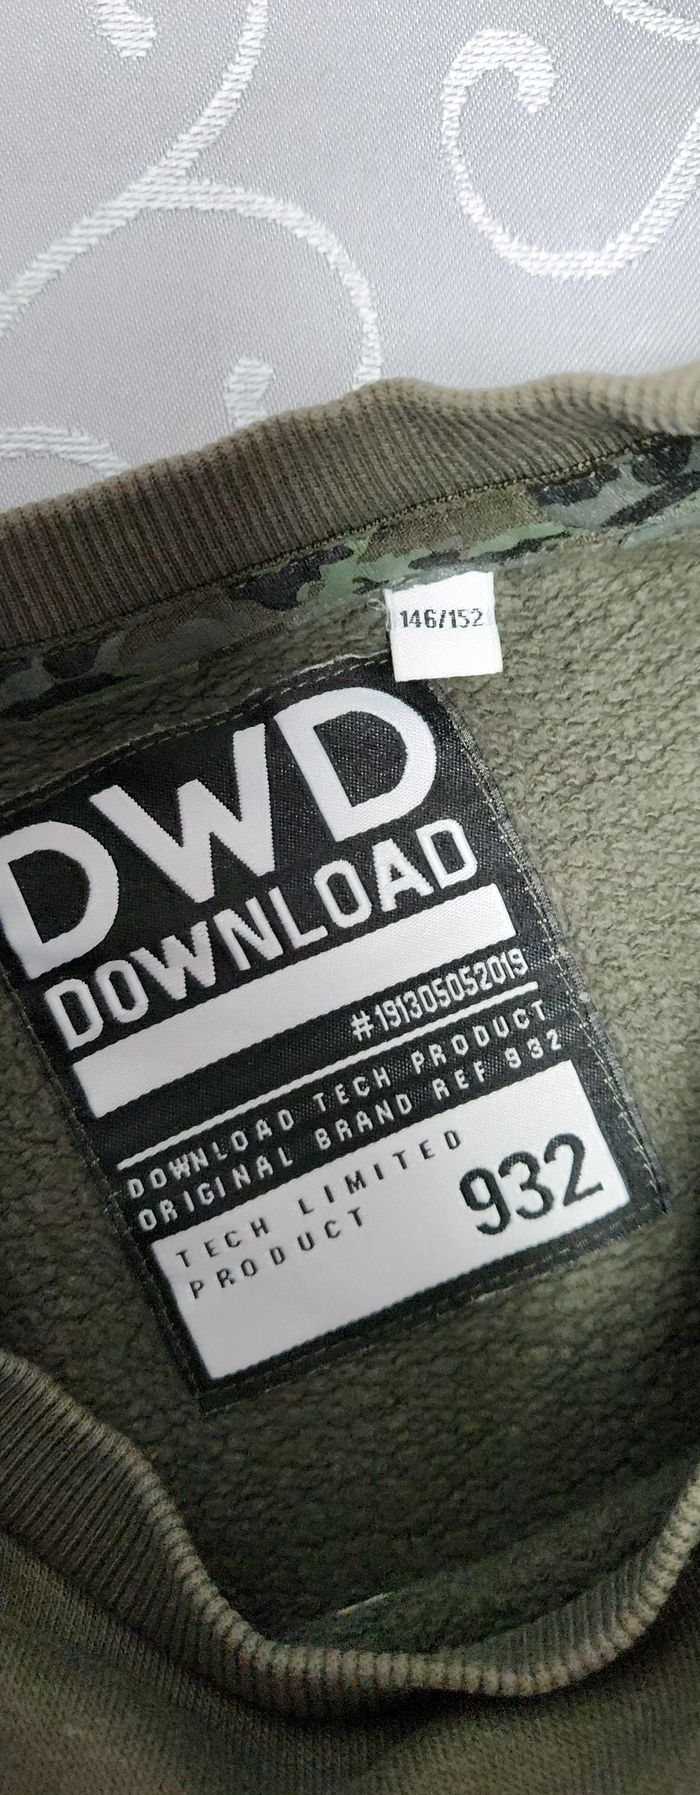 146/152
DWD
DOWNLOAD
#191305052019
DOWNLOAD TECH PRODUCT
ORIGINAL BRAND REF 932
TECH LIMITED
PRODUCT
932